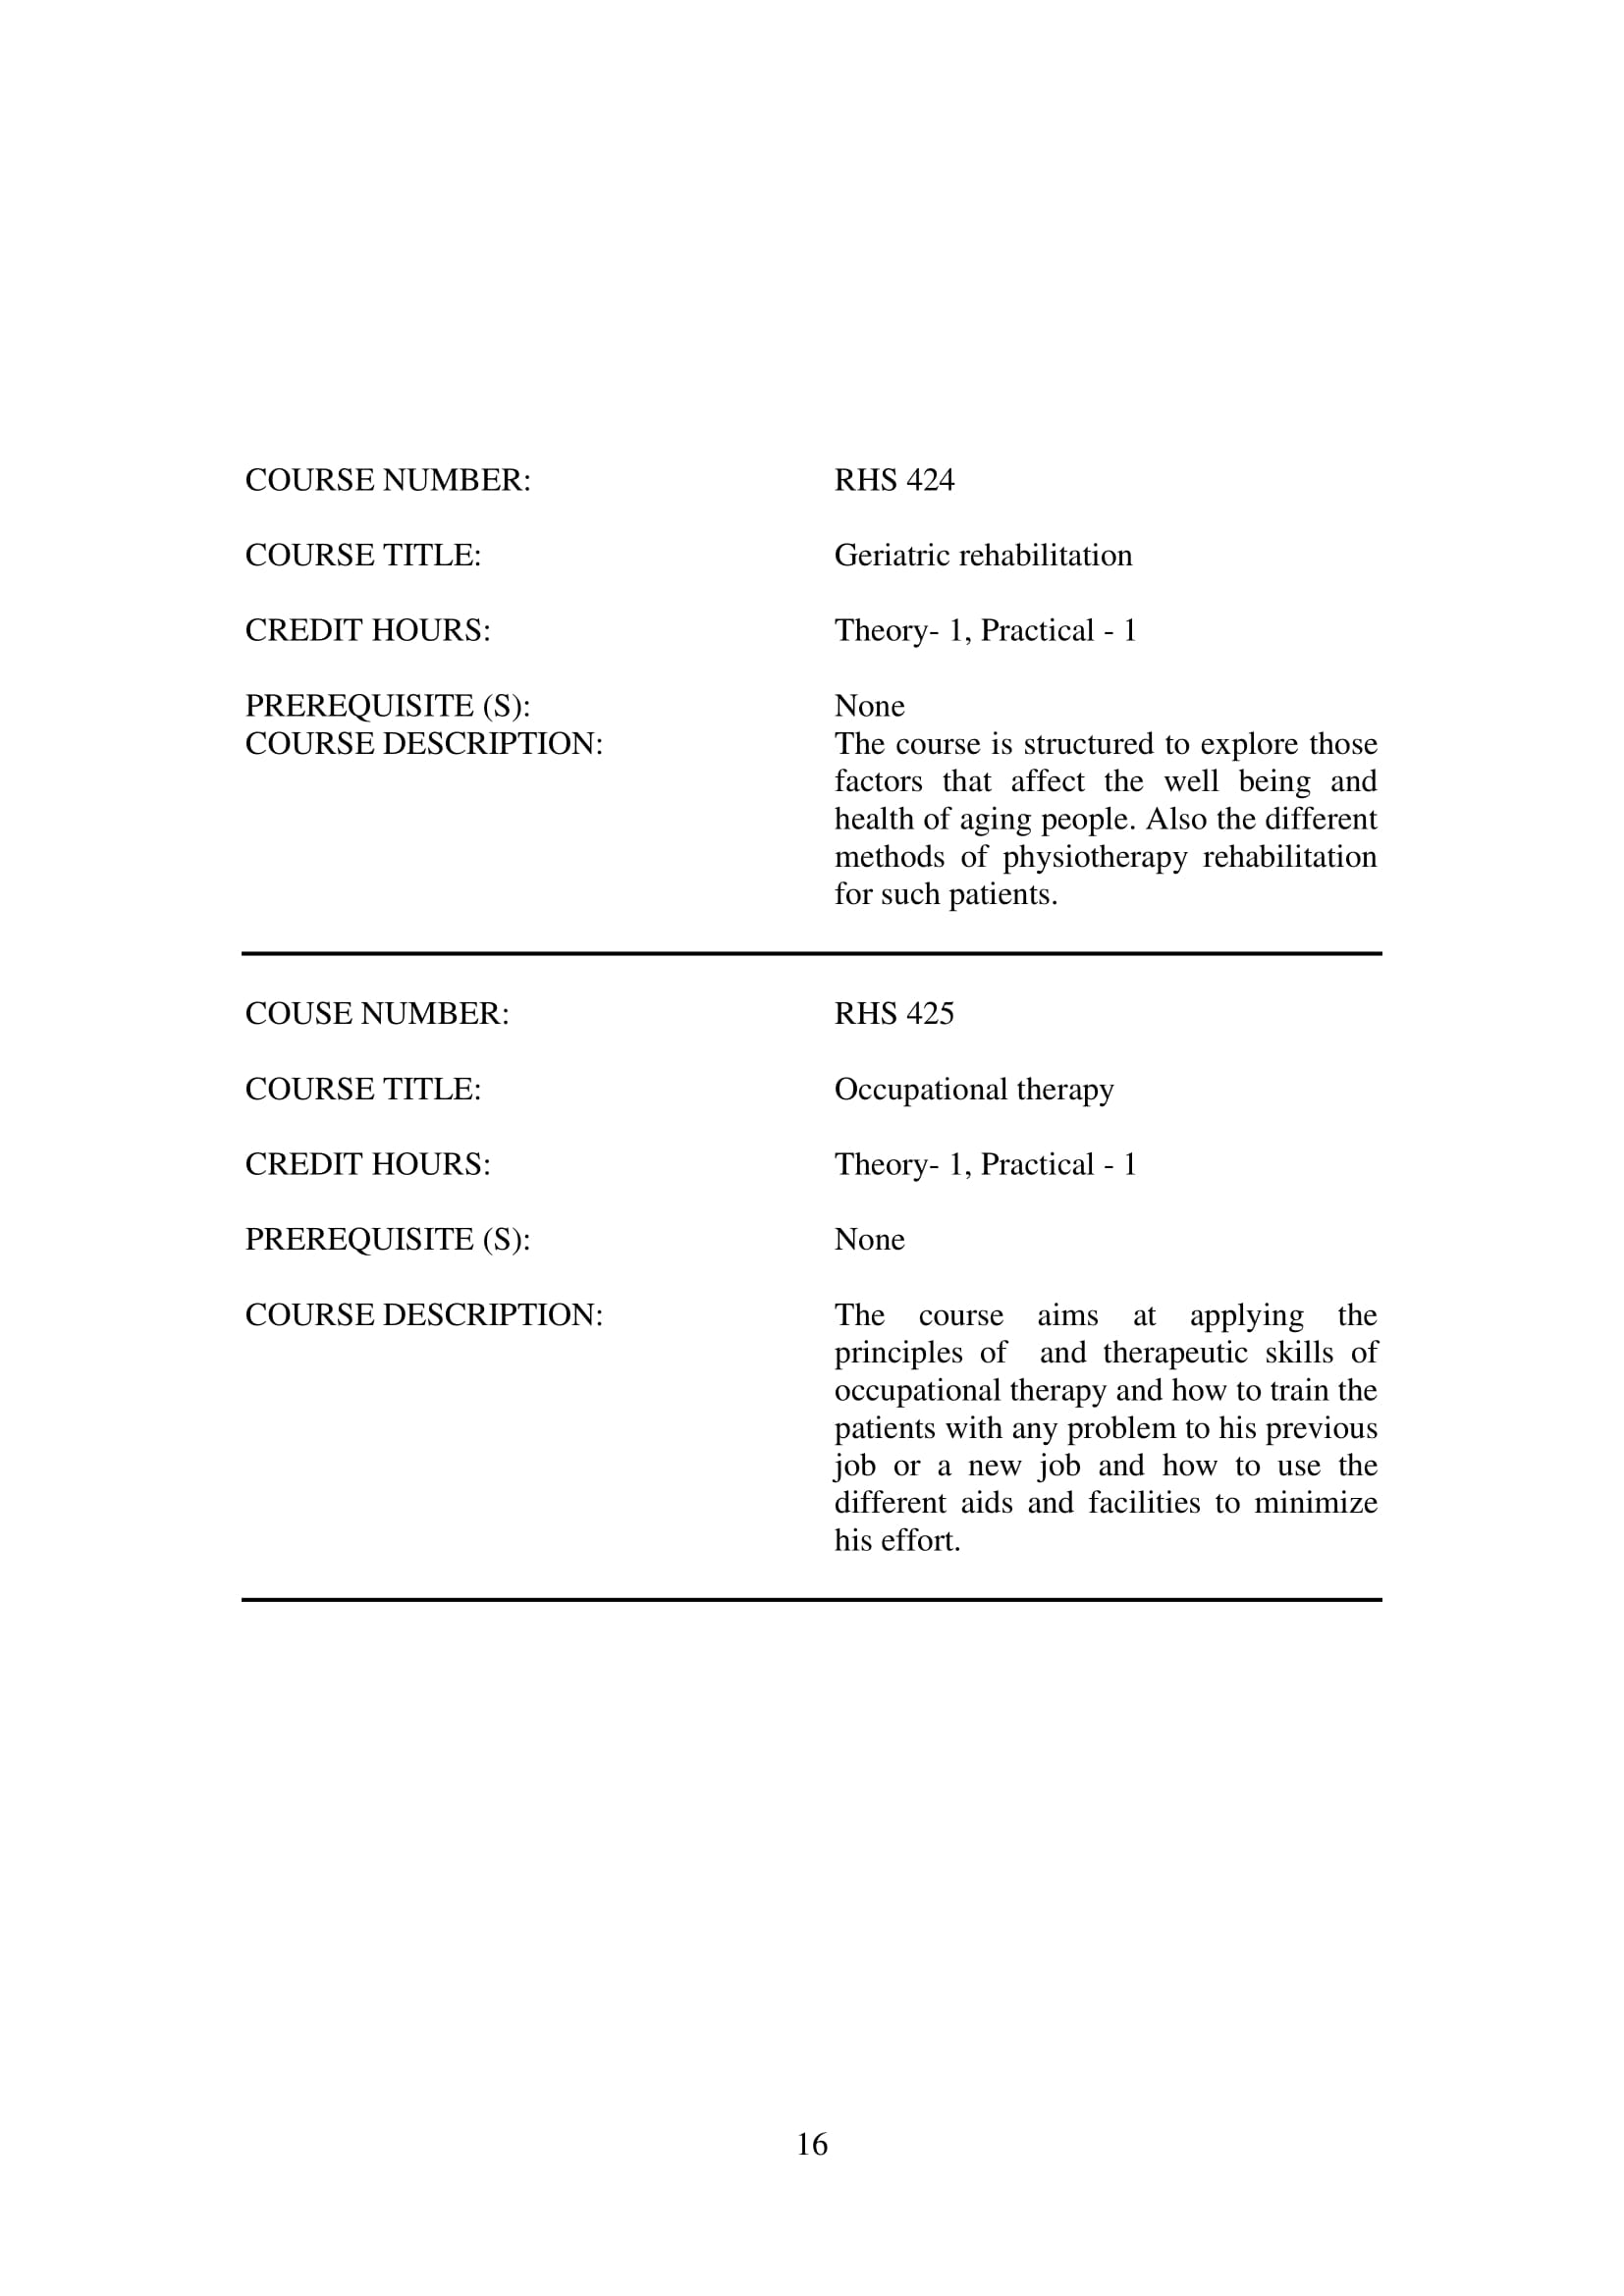 COURSE NUMBER: RHS 424
COURSE TITLE: Geriatric rehabilitation
CREDIT HOURS: Theory- 1, Practical - 1
PREREQUISITE (S): None
COURSE DESCRIPTION: The course is structured to explore those
factors that affect the well being and
health of aging people. Also the different
methods of physiotherapy rehabilitation
for such patients.
COUSE NUMBER: RHS 425
COURSE TITLE: Occupational therapy
CREDIT HOURS: Theory- 1, Practical - 1
PREREQUISITE (S): None
COURSE DESCRIPTION: The course aims at applying the
principles of and therapeutic skills of
occupational therapy and how to train the
patients with any problem to his previous
job or a new job and how to use the
different aids and facilities to minimize
his effort.
16